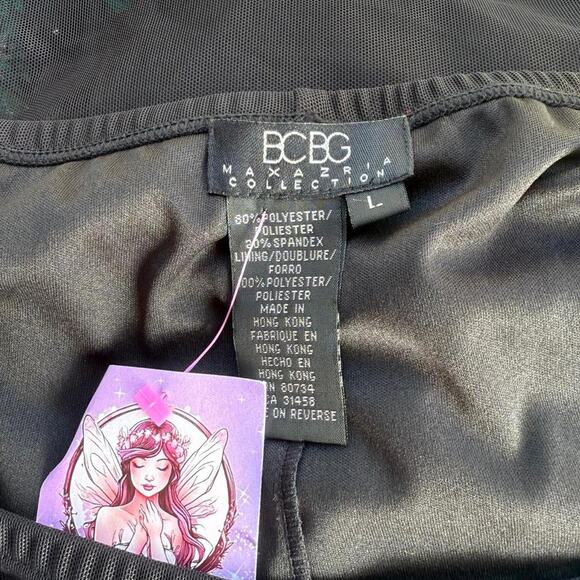 BCBG
MAXAZRIA
COLLECTION
L
80% POLYESTER/
POLIESTER
20% SPANDEX
LINING/DOUBLURE/
FORRO
100% POLYESTER/
POLIESTER
MADE IN
HONG KONG
FABRIQUE EN
HONG KONG
HECHO EN
HONG KONG
80734
CA 31458
ON REVERSE